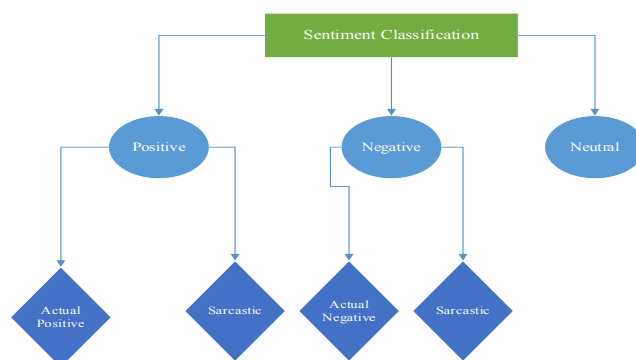 Sentiment Classification
Positive
Negative
Neutral
Actual
Positive
Sarcastic
Actual
Negative
Sarcastic